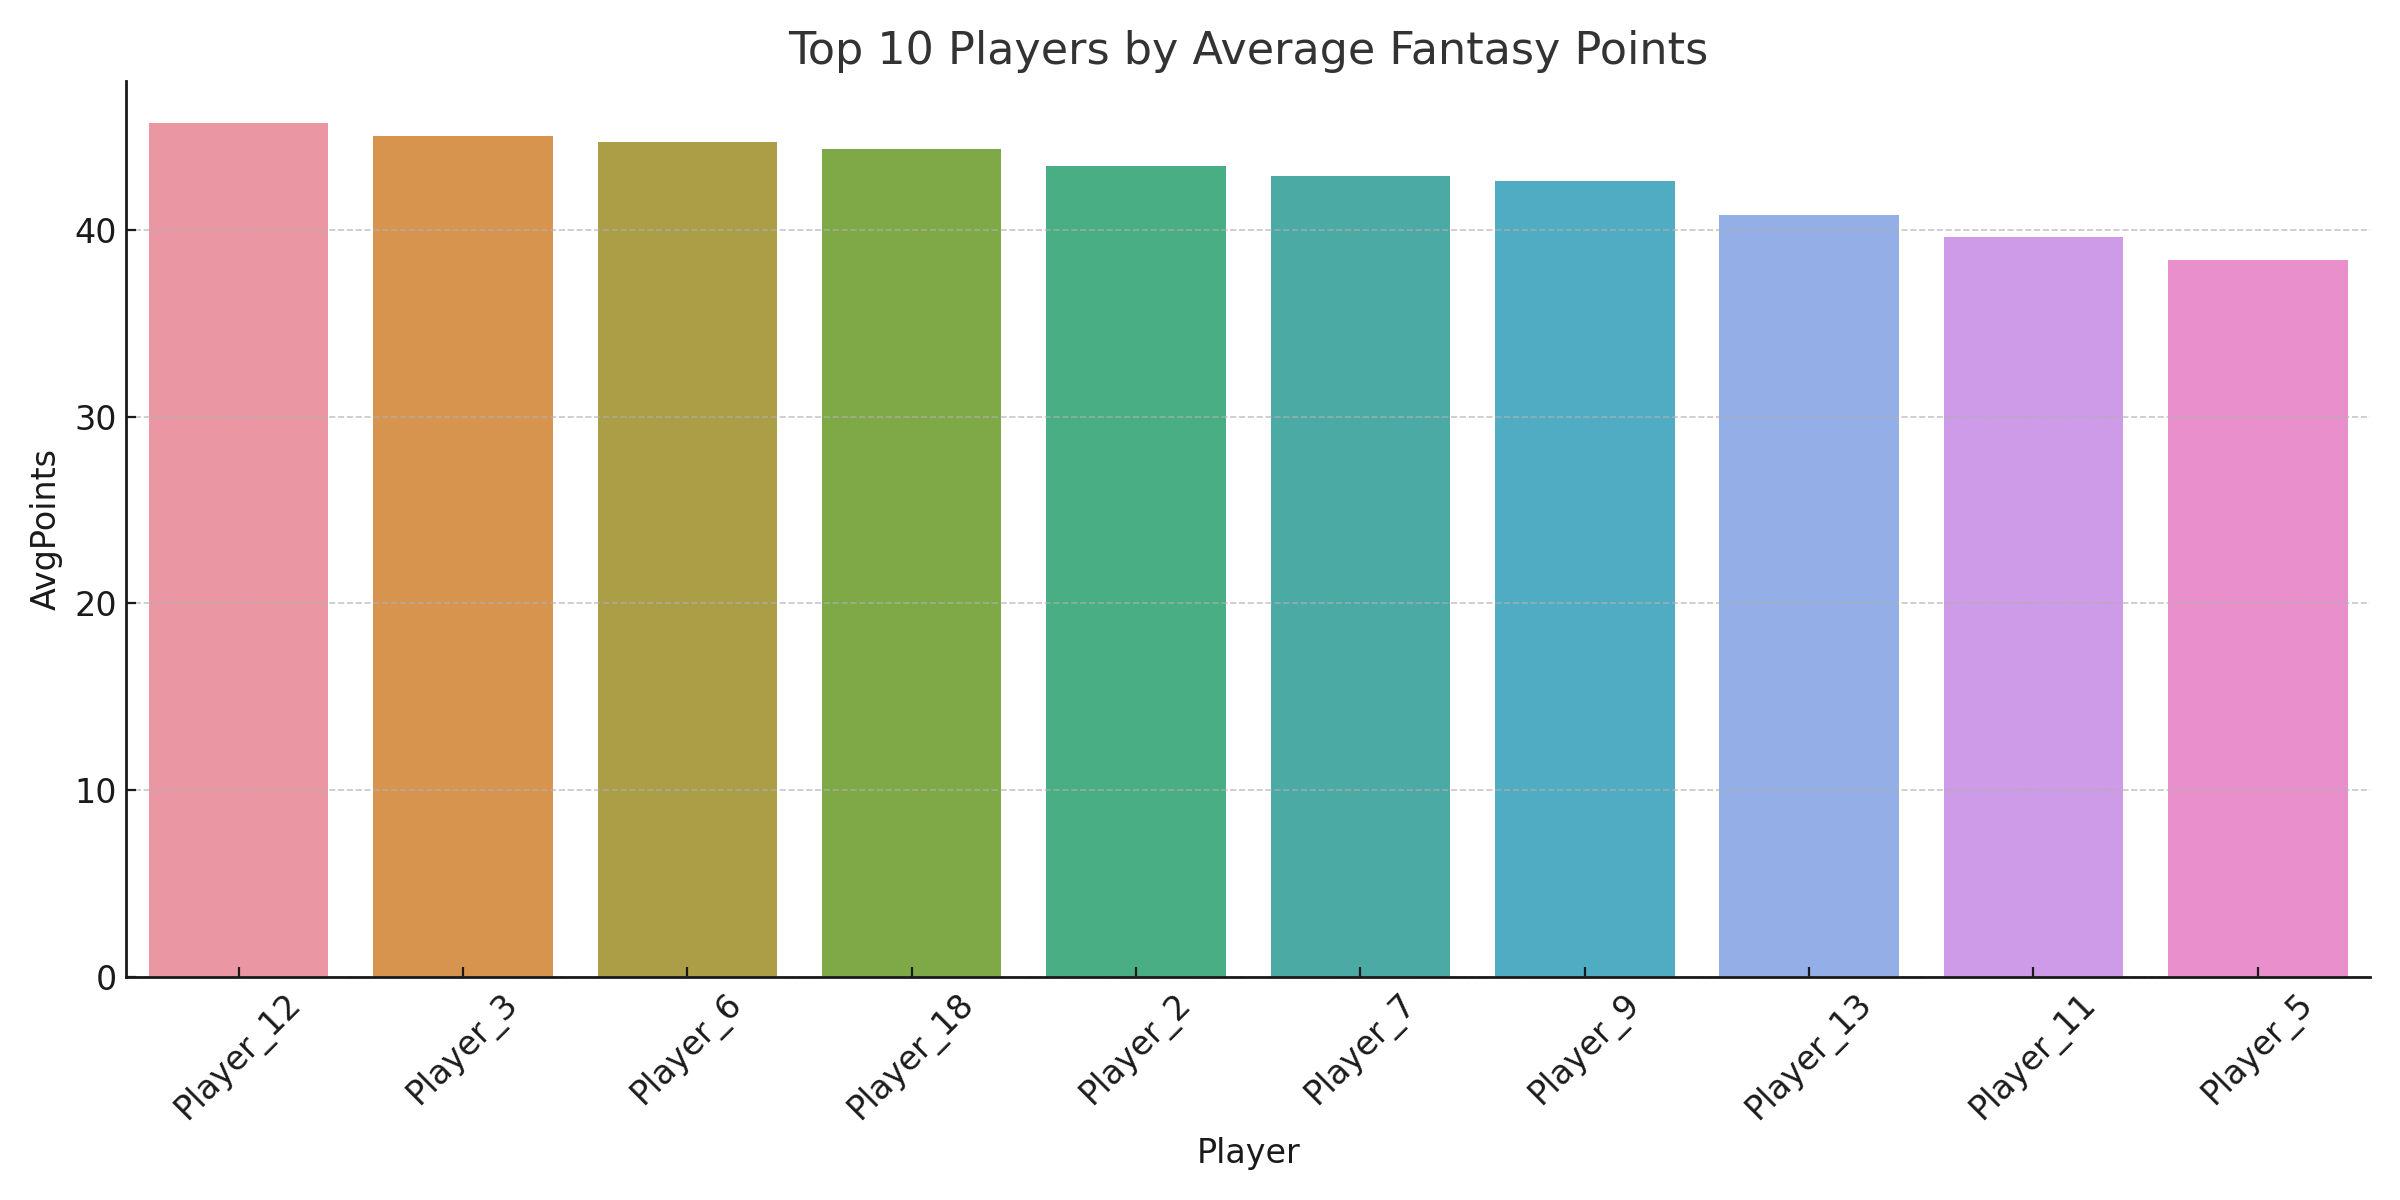 Top 10 Players by Average Fantasy Points
AvgPoints
40
30
20
10
0
Player_12
Player_3
Player_6
Player_18
Player_2
Player_7
Player_9
Player_13
Player_11
Player_5
Player